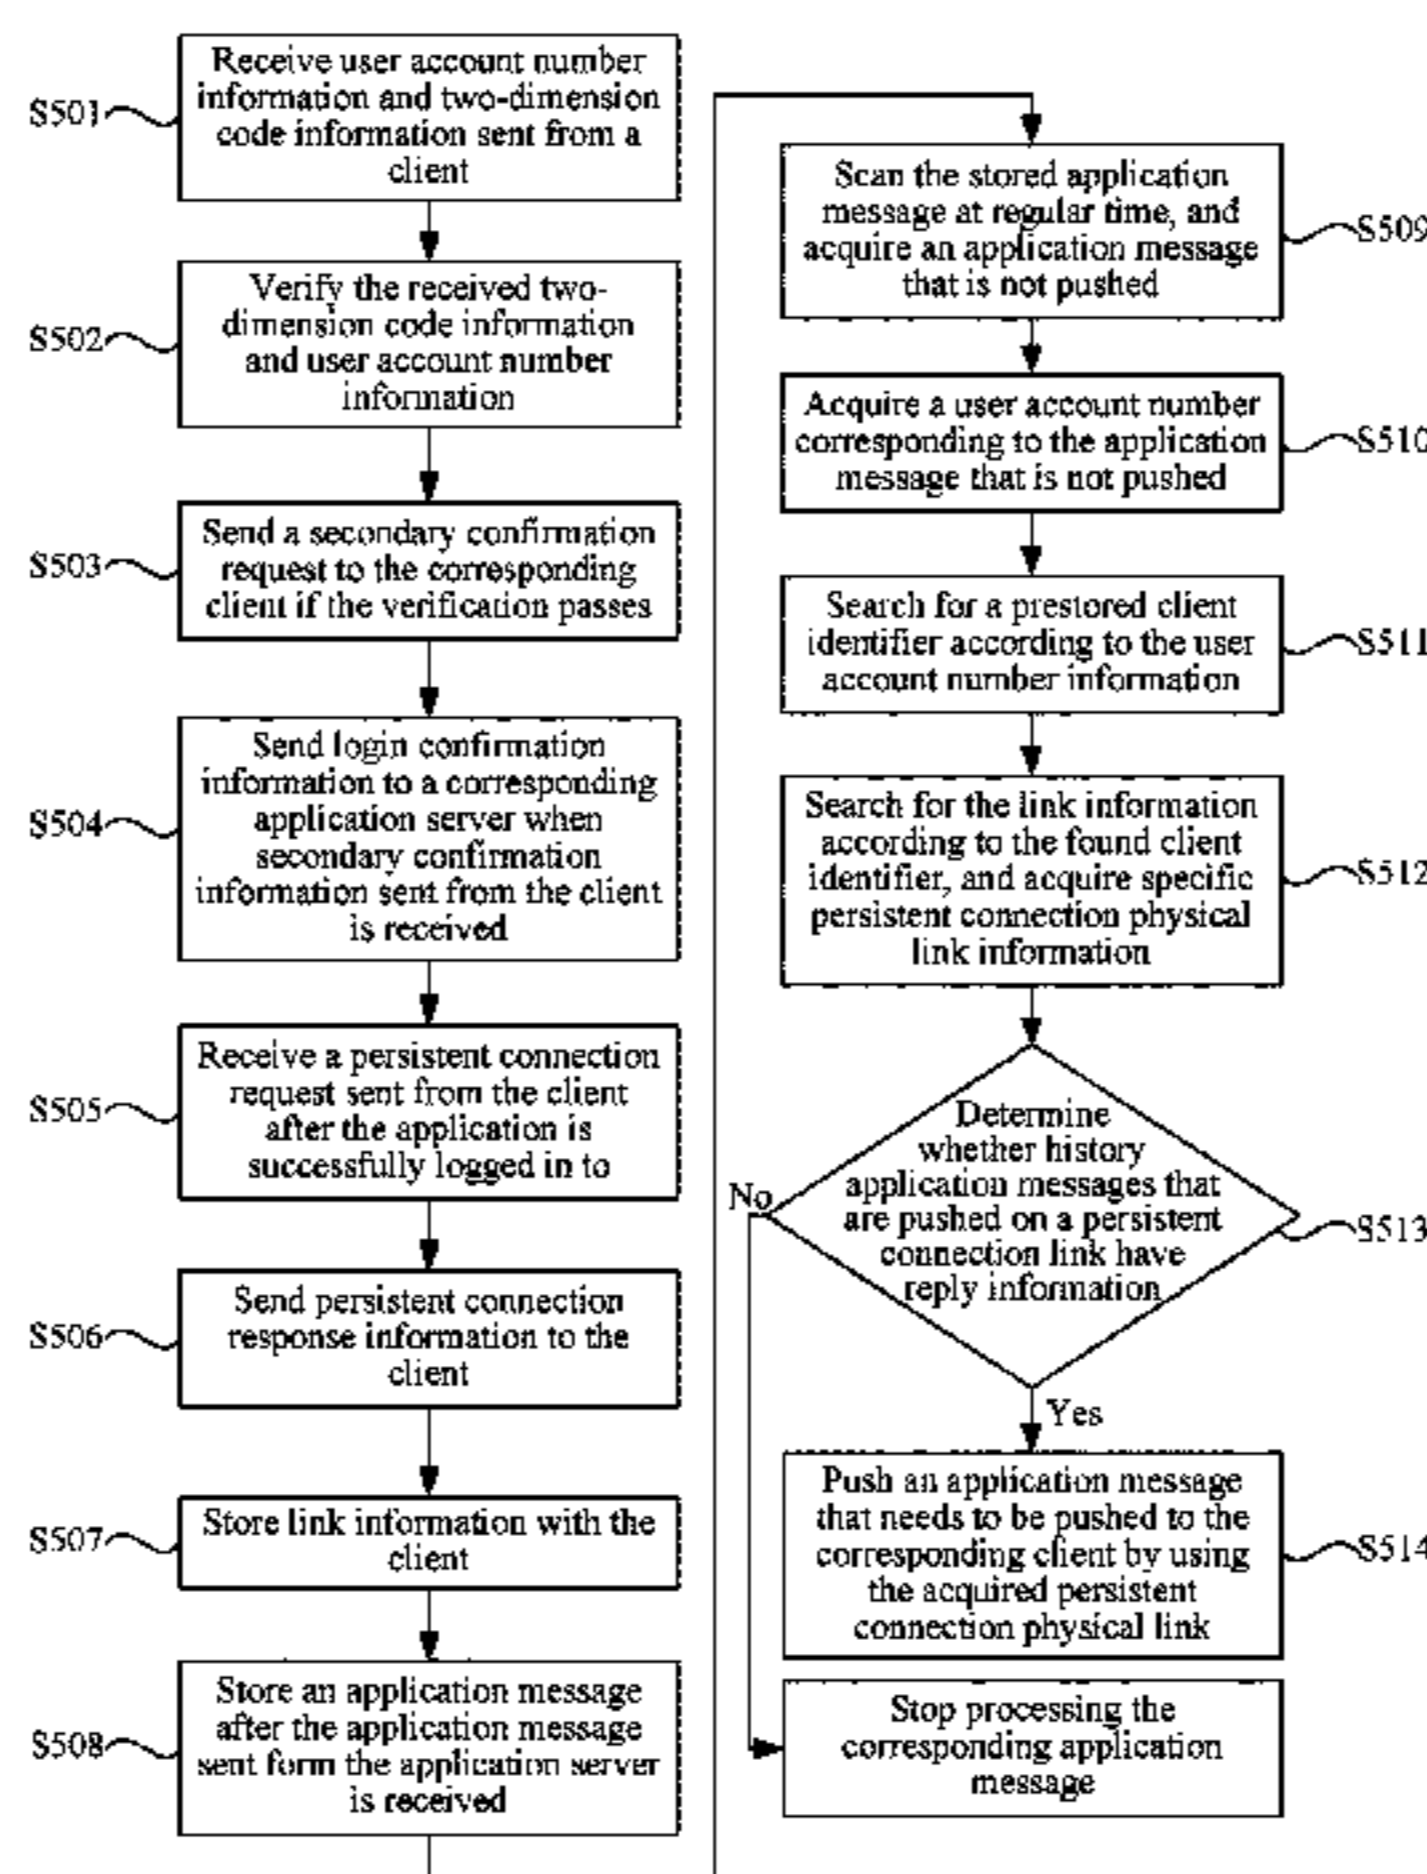 S501
Receive user account number
information and two-dimension
code information sent from a
client
S502
Verify the received two-
dimension code information
and user account number
information
S503
Send a secondary confirmation
request to the corresponding
client if the verification passes
S504
Send login confirmation
information to a corresponding
application server when
secondary confirmation
information sent from the client
is received
S505
Receive a persistent connection
request sent from the client
after the application is
successfully logged in to
S506
Send persistent connection
response information to the
client
S507
Store link information with the
client
S508
Store an application message
after the application message
sent form the application server
is received
Scan the stored application
message at regular time, and
acquire an application message
that is not pushed
S509
Acquire a user account number
corresponding to the application
message that is not pushed
S510
Search for a prestored client
identifier according to the user
account number information
S511
Search for the link information
according to the found client
identifier, and acquire specific
persistent connection physical
link information
S512
Determine
whether history
application messages that
are pushed on a persistent
connection link have
reply information
S513
No
Yes
Push an application message
that needs to be pushed to the
corresponding client by using
the acquired persistent
connection physical link
S514
Stop processing the
corresponding application
message